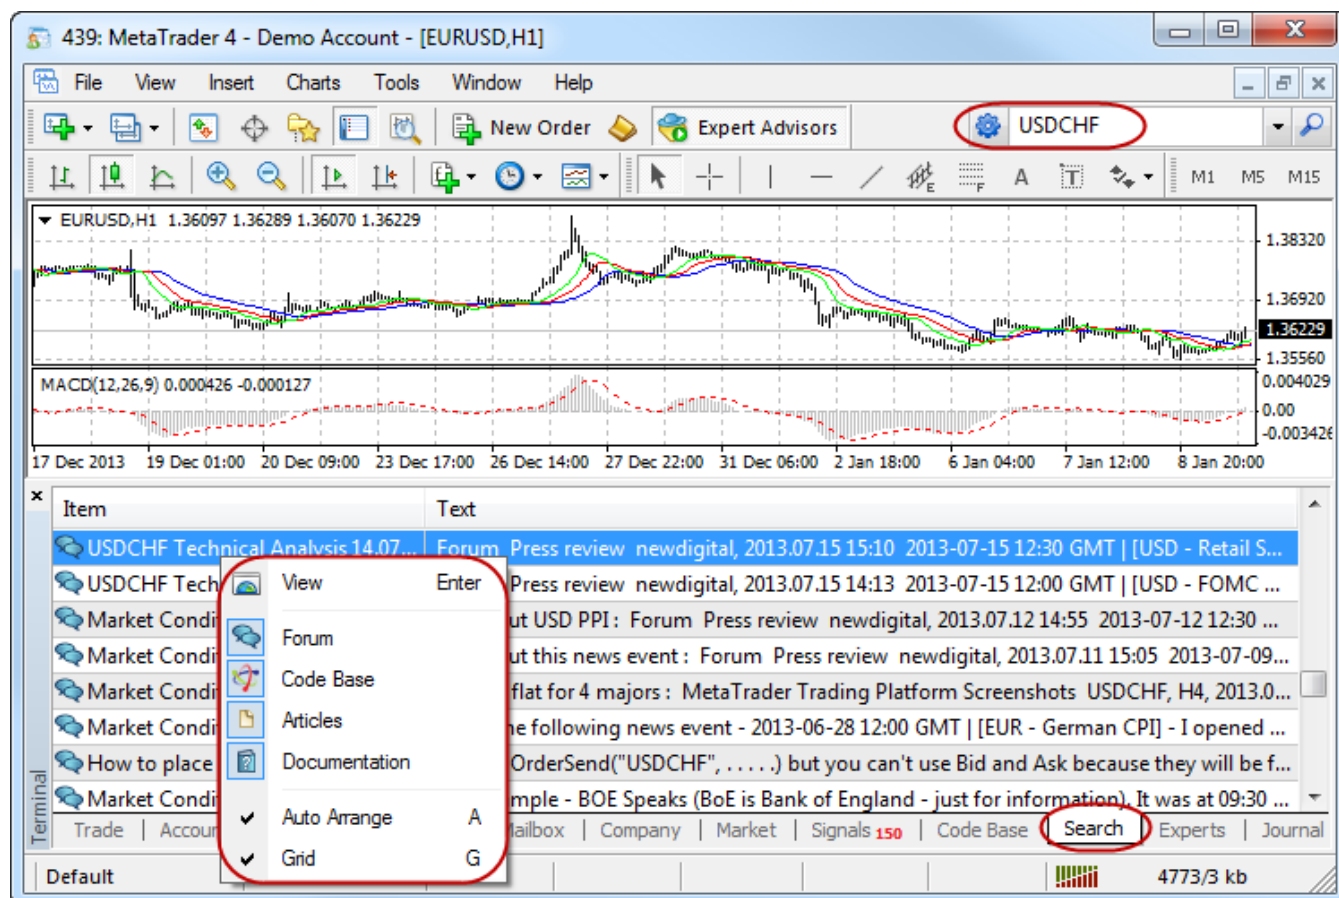 439: MetaTrader 4 - Demo Account - [EURUSD,H1]
File View Insert Charts Tools Window Help
New Order Expert Advisors USDCHF
E F A T M1 M5 M15
EURUSD,H1 1.36097 1.36289 1.36070 1.36229
1.38320
1.36920
1.36229
1.35560
MACD(12,26,9) 0.000426 -0.000127
0.004029
0.00
-0.003426
17 Dec 2013 19 Dec 01:00 20 Dec 09:00 23 Dec 17:00 26 Dec 14:00 27 Dec 22:00 31 Dec 06:00 2 Jan 18:00 6 Jan 04:00 7 Jan 12:00 8 Jan 20:00
Item Text
USDCHF Technical Analysis 14.07... Forum Press review newdigital, 2013.07.15 15:10 2013-07-15 12:30 GMT | [USD - Retail S...
USDCHF Tech Press review newdigital, 2013.07.15 14:13 2013-07-15 12:00 GMT | [USD - FOMC ...
Market Condi ut USD PPI : Forum Press review newdigital, 2013.07.12 14:55 2013-07-12 12:30 ...
Market Condi ut this news event : Forum Press review newdigital, 2013.07.11 15:05 2013-07-09...
Market Condi flat for 4 majors : MetaTrader Trading Platform Screenshots USDCHF, H4, 2013.0...
Market Condi he following news event - 2013-06-28 12:00 GMT | [EUR - German CPI] - I opened ...
How to place OrderSend("USDCHF", . . . . .) but you can't use Bid and Ask because they will be f...
Market Condi mple - BOE Speaks (BoE is Bank of England - just for information). It was at 09:30 ...
View Enter
Forum
Code Base
Articles
Documentation
Auto Arrange A
Grid G
Terminal
Trade | Accoun Mailbox | Company | Market | Signals 150 | Code Base Search Experts | Journal
Default 4773/3 kb